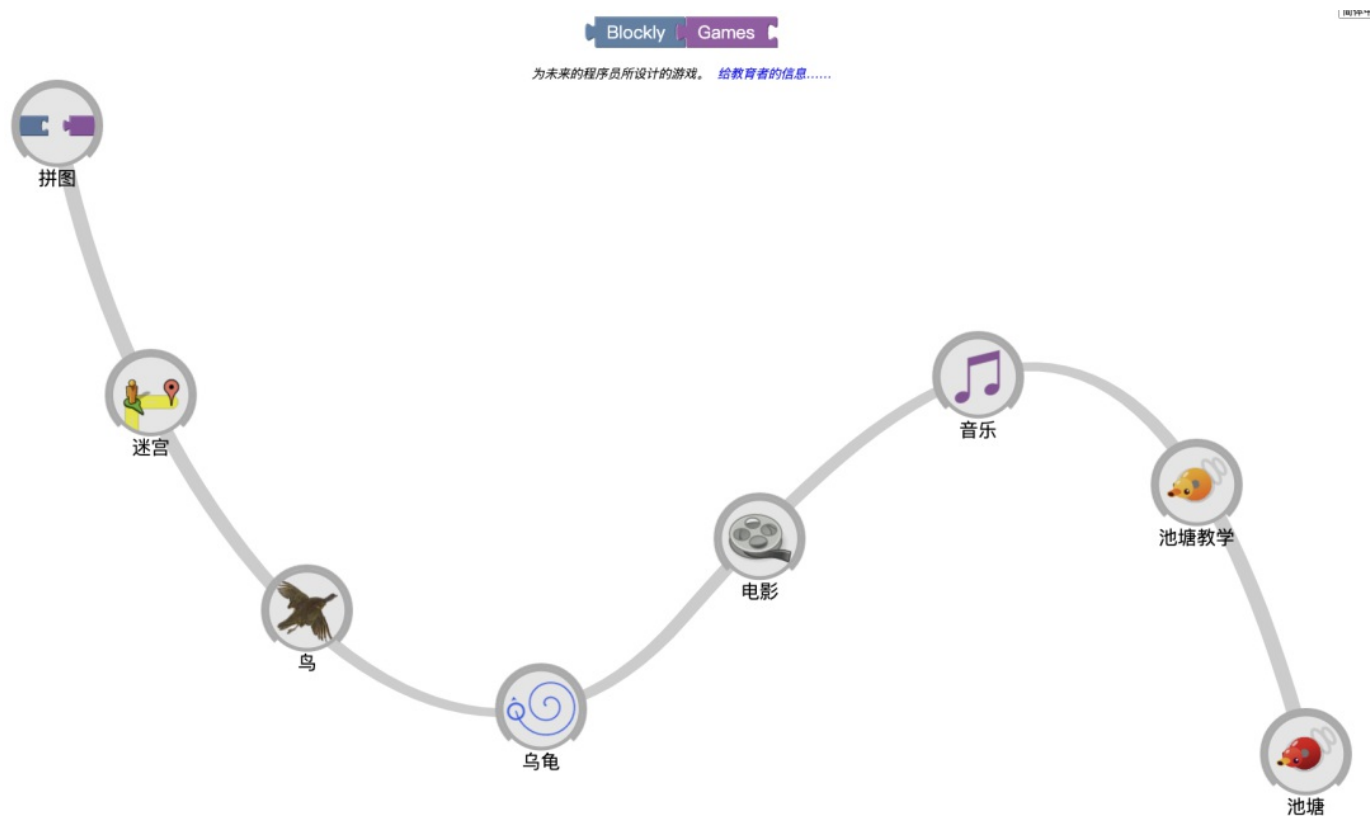 Blockly Games
为未来的程序员所设计的游戏。 给教育者的信息……
拼图
迷宫
鸟
乌龟
电影
音乐
池塘教学
池塘